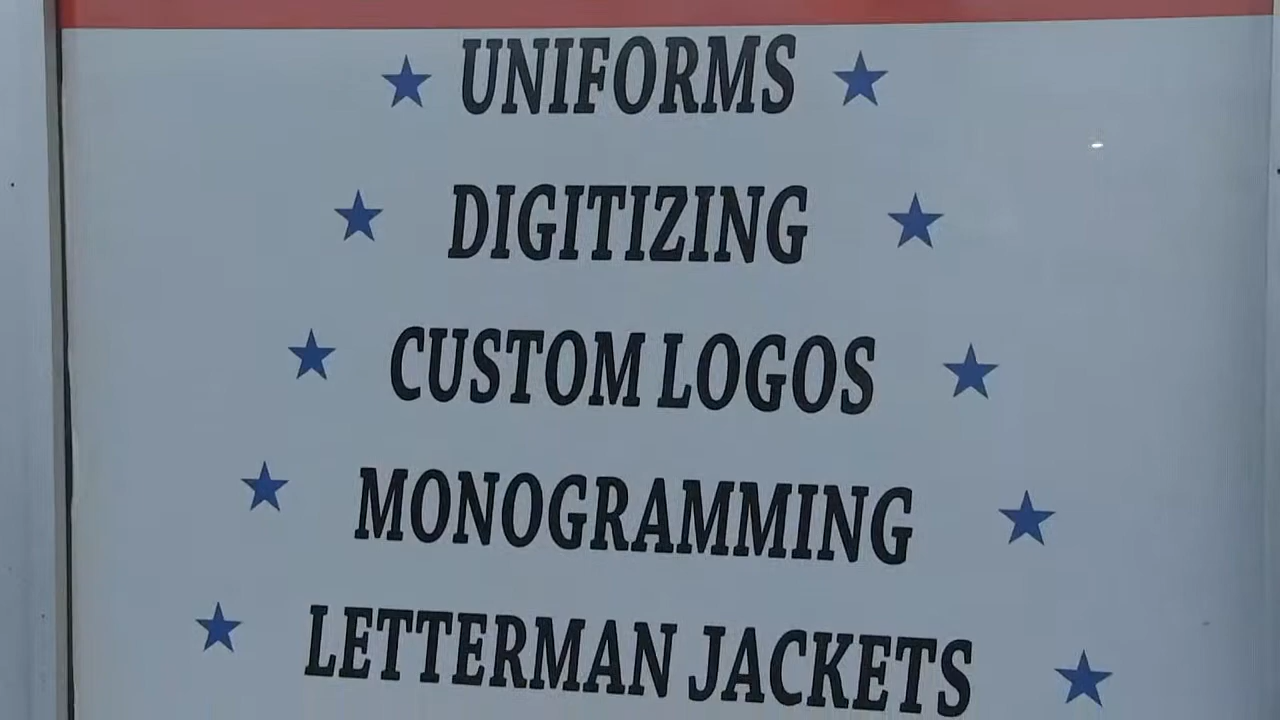 UNIFORMS
DIGITIZING
CUSTOM LOGOS
MONOGRAMMING
LETTERMAN JACKETS